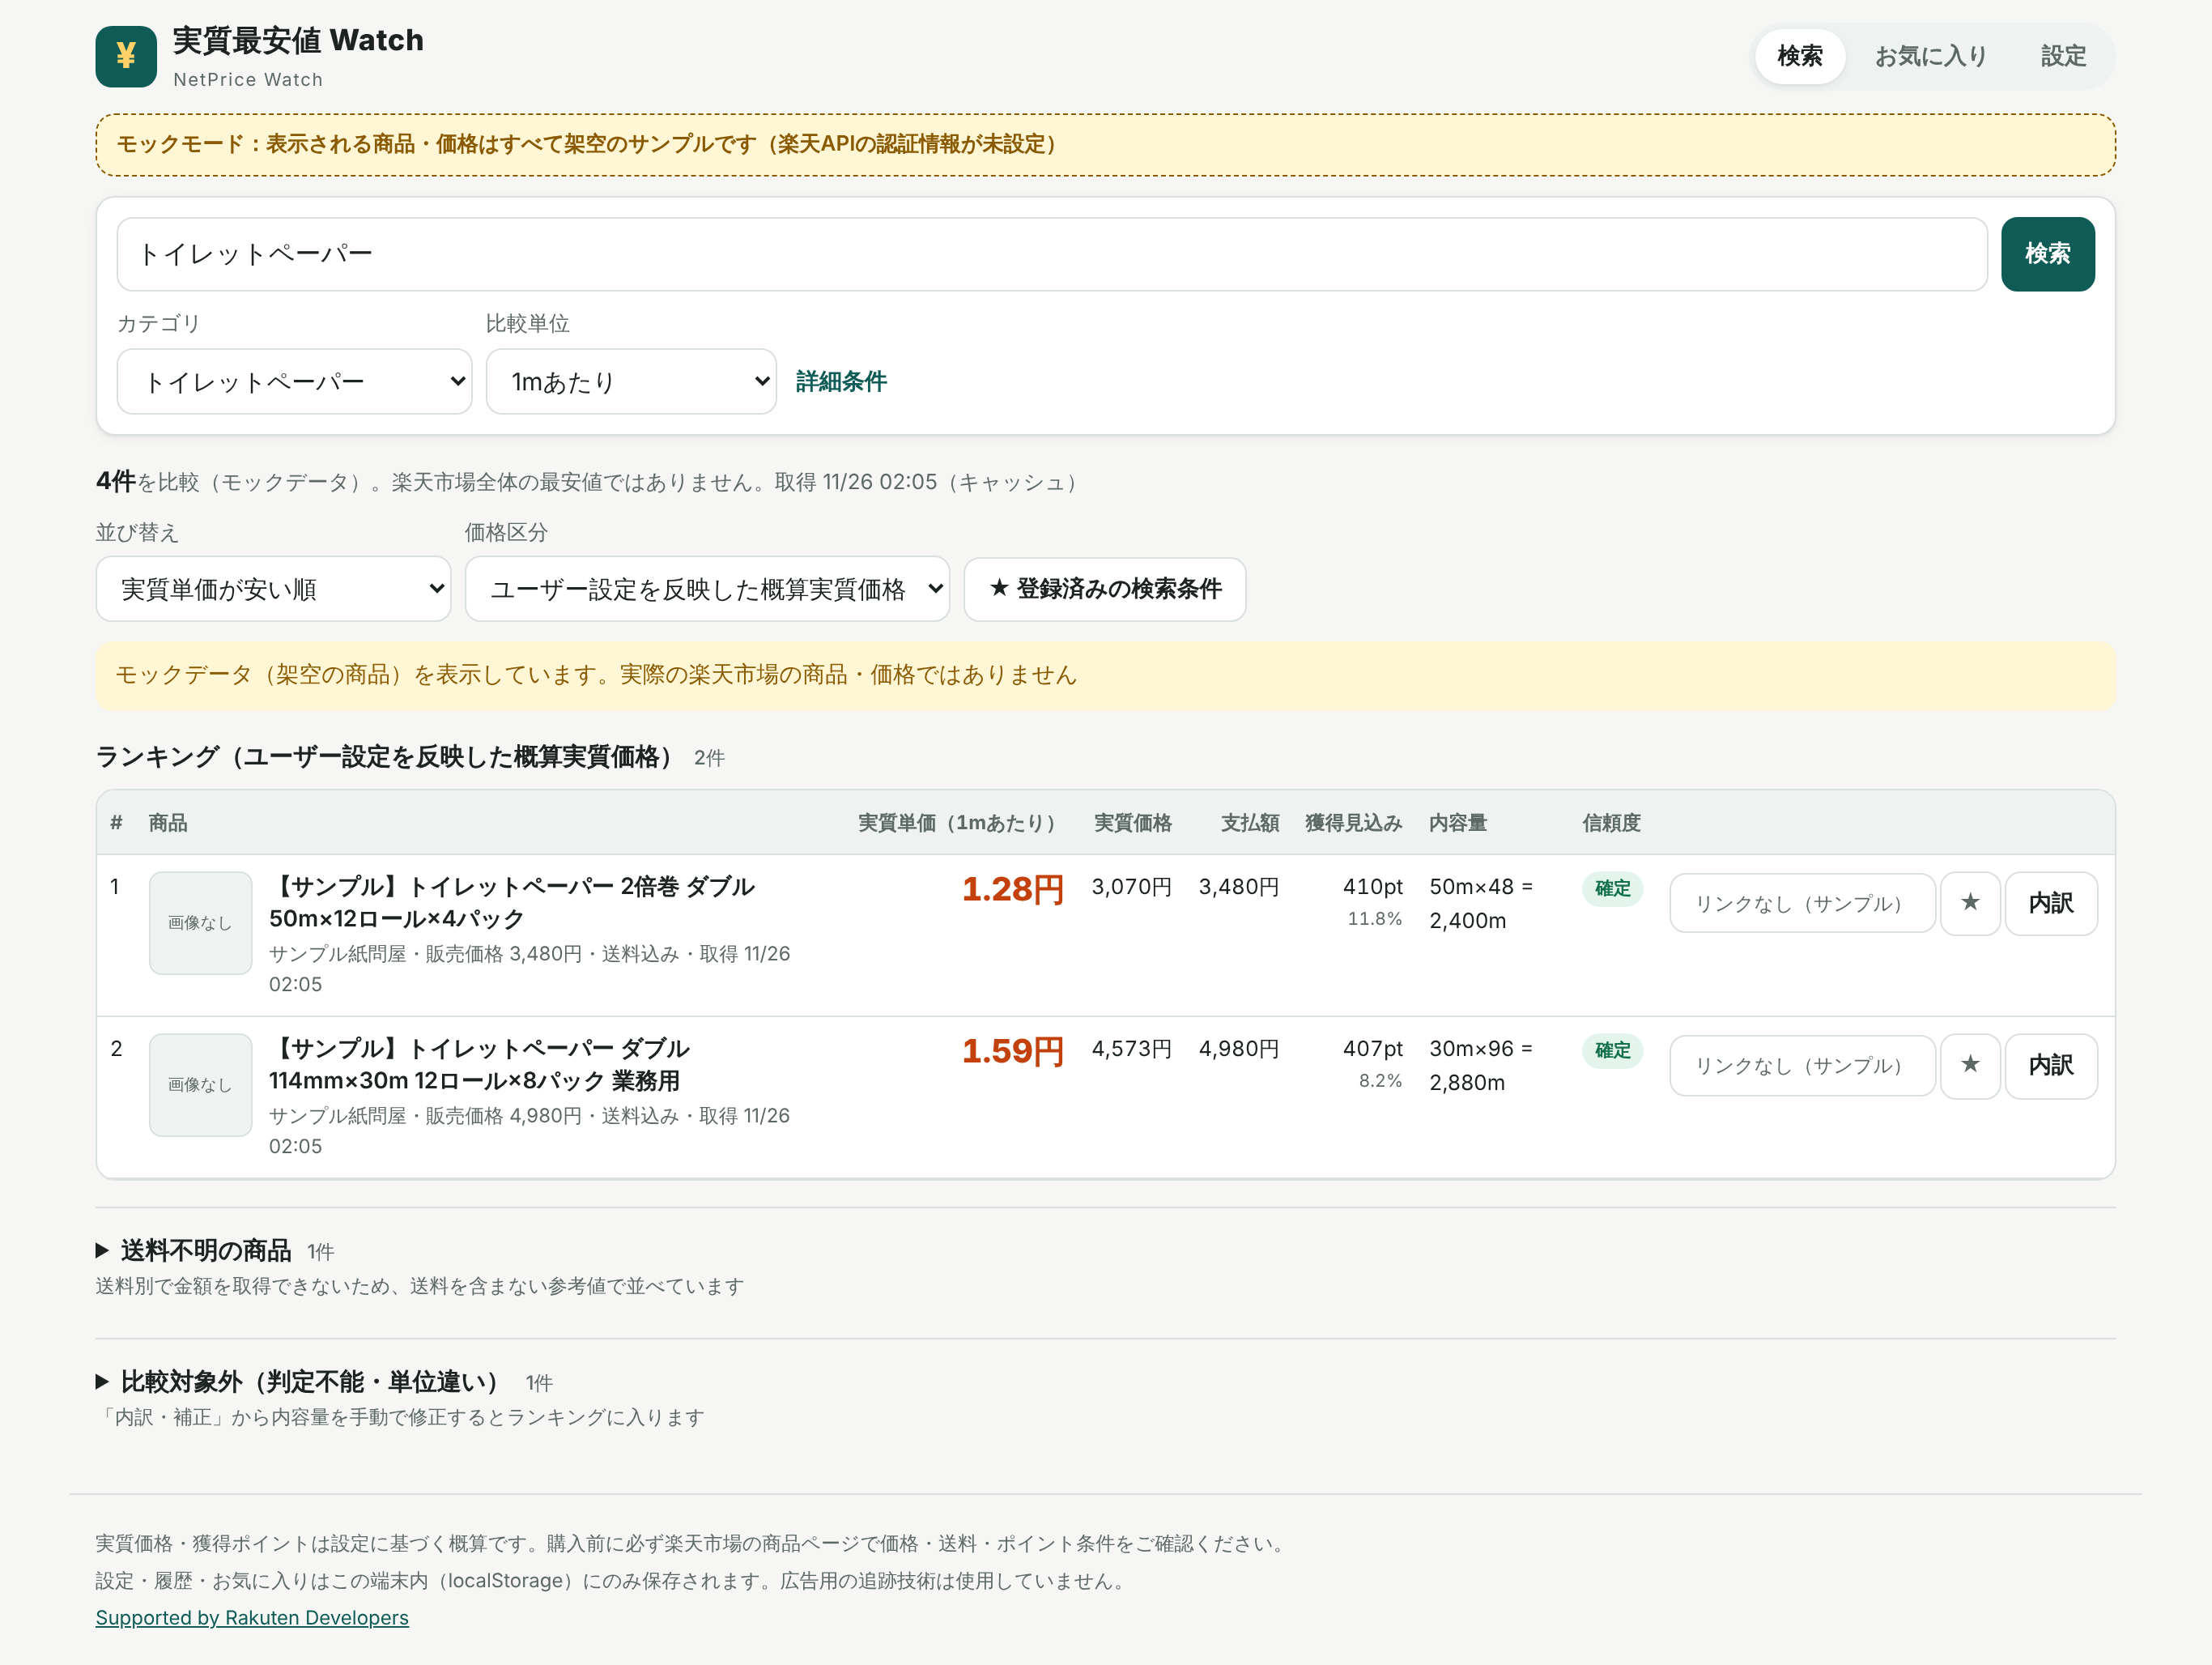 ¥
実質最安値 Watch
NetPrice Watch
検索 お気に入り 設定
モックモード：表示される商品・価格はすべて架空のサンプルです（楽天APIの認証情報が未設定）
トイレットペーパー
検索
カテゴリ 比較単位
トイレットペーパー 1mあたり 詳細条件
4件を比較（モックデータ）。楽天市場全体の最安値ではありません。取得 11/26 02:05（キャッシュ）
並び替え 価格区分
実質単価が安い順 ユーザー設定を反映した概算実質価格 ★ 登録済みの検索条件
モックデータ（架空の商品）を表示しています。実際の楽天市場の商品・価格ではありません
ランキング（ユーザー設定を反映した概算実質価格） 2件
# 商品 実質単価（1mあたり） 実質価格 支払額 獲得見込み 内容量 信頼度
1 画像なし 【サンプル】トイレットペーパー 2倍巻 ダブル 1.28円 3,070円 3,480円 410pt 50m×48 = 確定 リンクなし（サンプル） ★ 内訳
50m×12ロール×4パック 11.8% 2,400m
サンプル紙問屋・販売価格 3,480円・送料込み・取得 11/26
02:05
2 画像なし 【サンプル】トイレットペーパー ダブル 1.59円 4,573円 4,980円 407pt 30m×96 = 確定 リンクなし（サンプル） ★ 内訳
114mm×30m 12ロール×8パック 業務用 8.2% 2,880m
サンプル紙問屋・販売価格 4,980円・送料込み・取得 11/26
02:05
▶ 送料不明の商品 1件
送料別で金額を取得できないため、送料を含まない参考値で並べています
▶ 比較対象外（判定不能・単位違い） 1件
「内訳・補正」から内容量を手動で修正するとランキングに入ります
実質価格・獲得ポイントは設定に基づく概算です。購入前に必ず楽天市場の商品ページで価格・送料・ポイント条件をご確認ください。
設定・履歴・お気に入りはこの端末内（localStorage）にのみ保存されます。広告用の追跡技術は使用していません。
Supported by Rakuten Developers